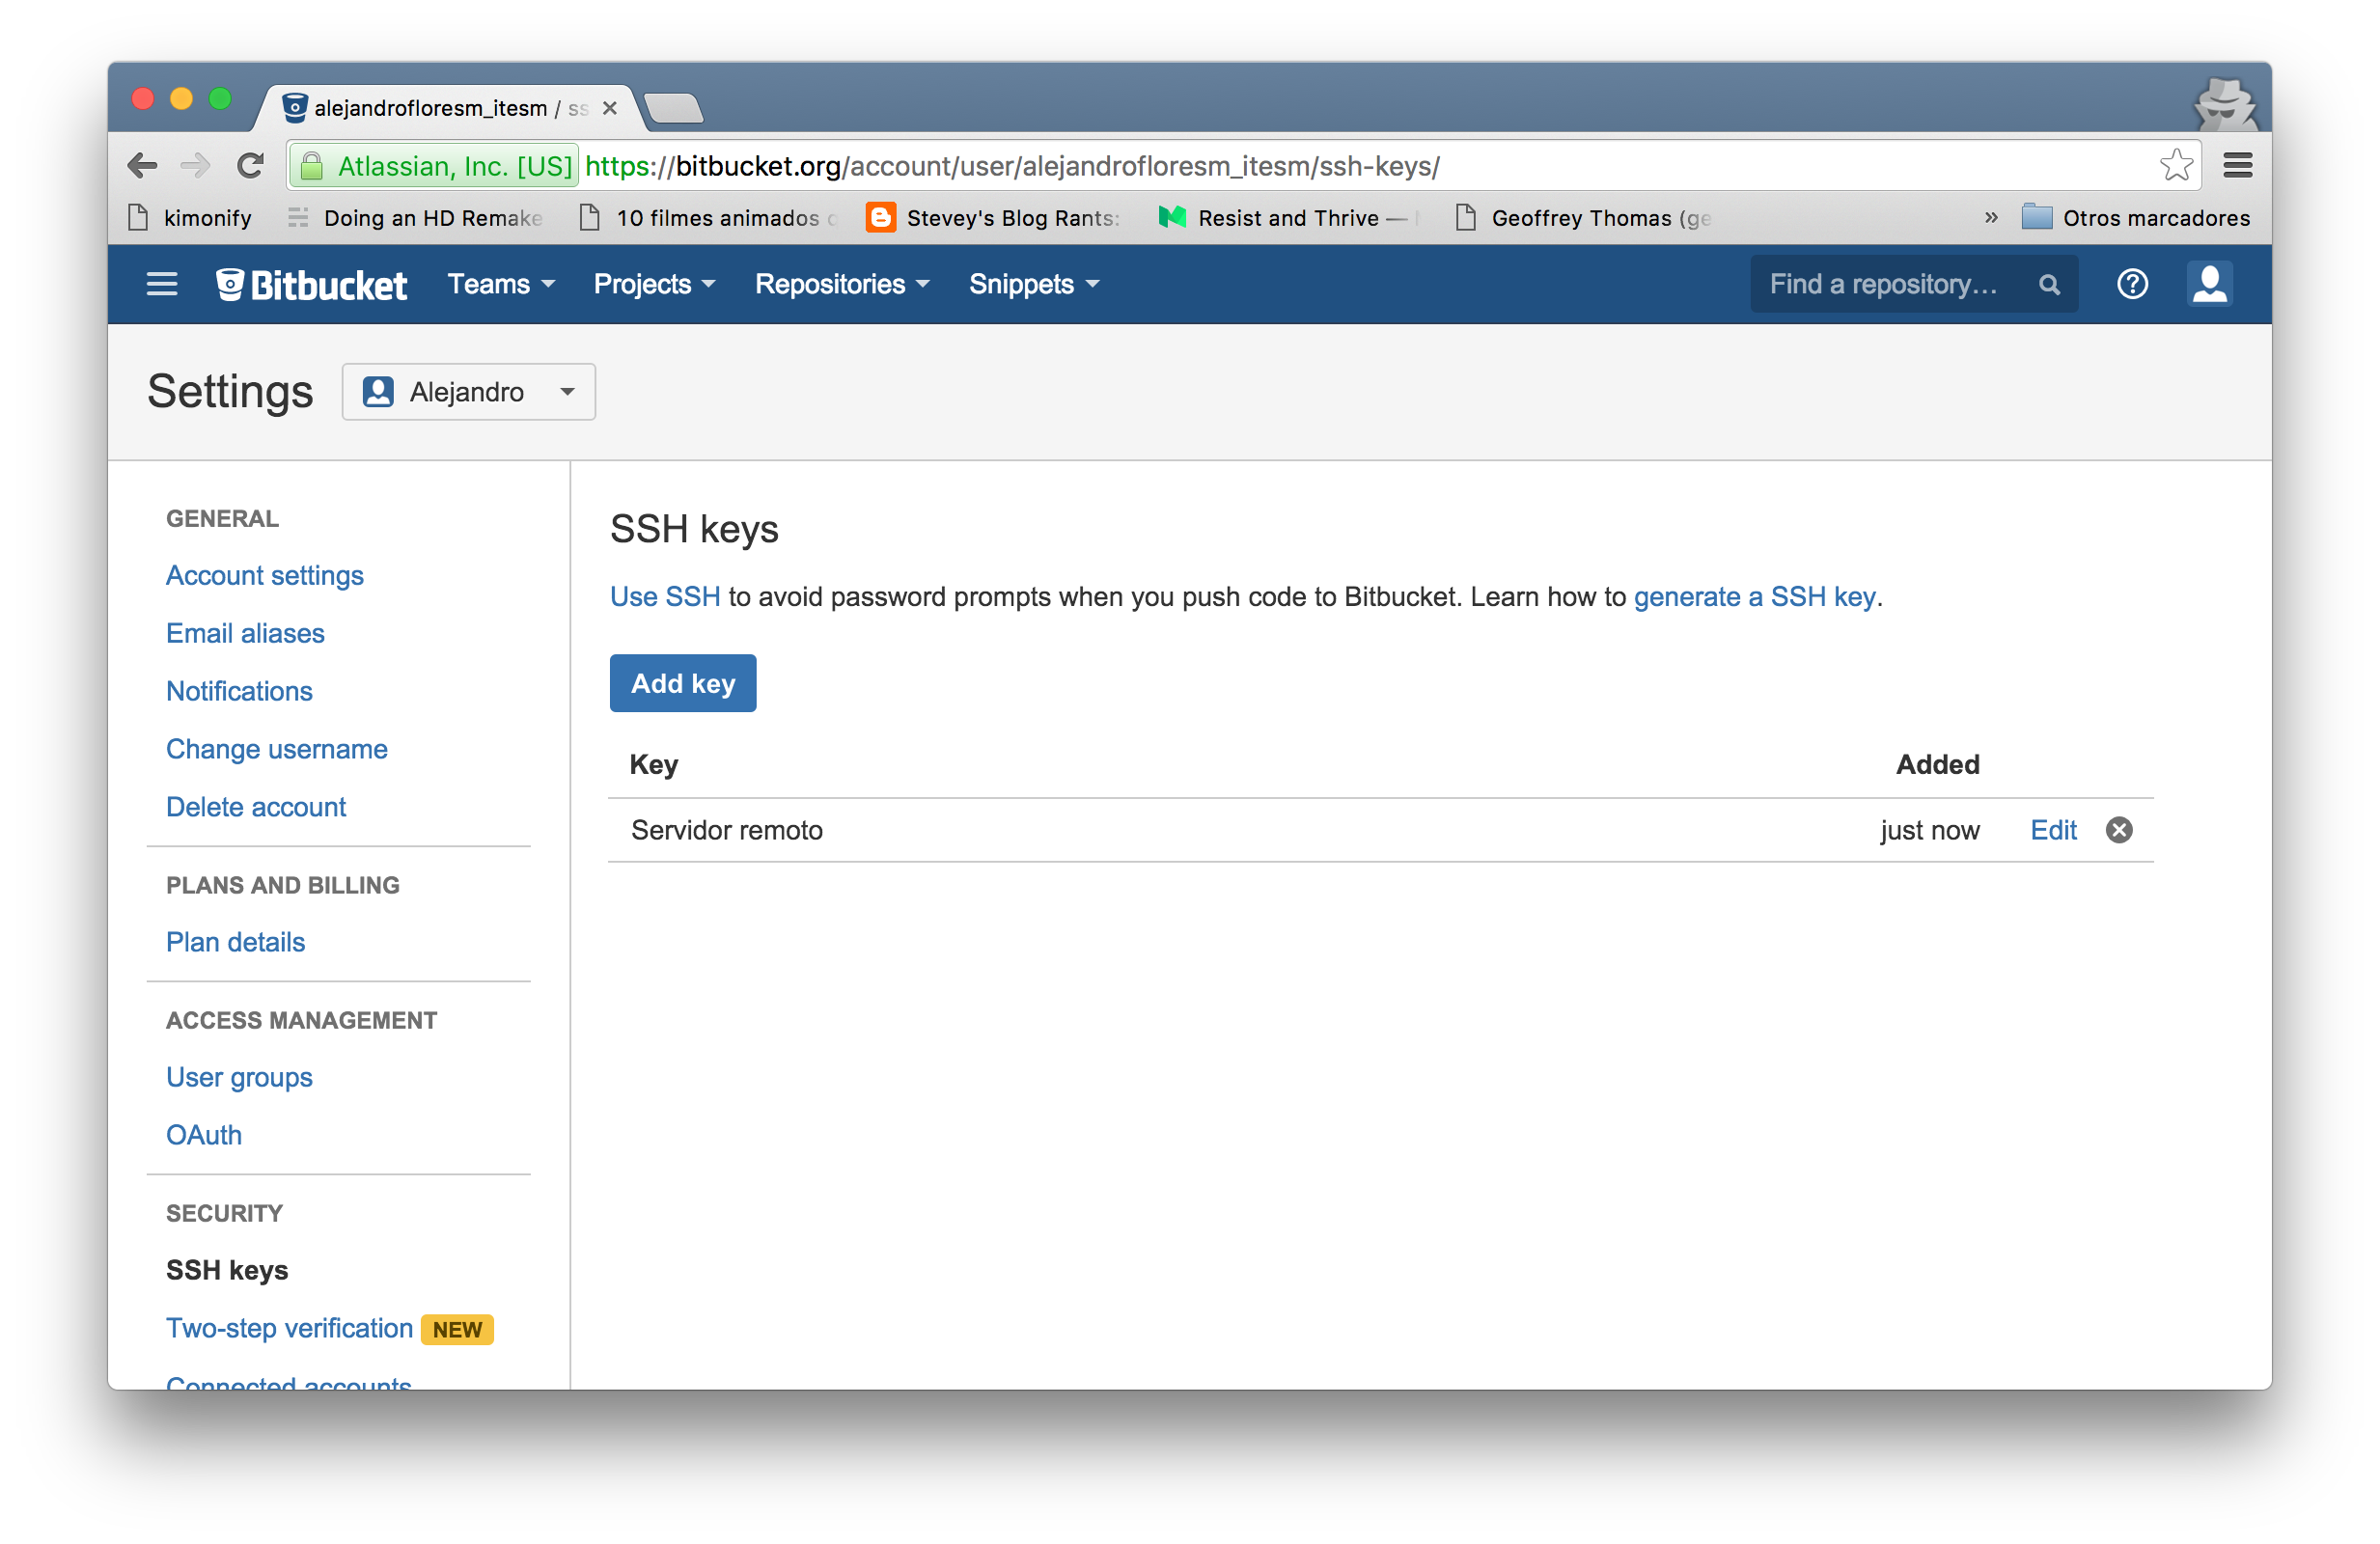 alejandrofloresm_itesm / ss
Atlassian, Inc. [US] https://bitbucket.org/account/user/alejandrofloresm_itesm/ssh-keys/
kimonify Doing an HD Remake 10 filmes animados Stevey's Blog Rants: Resist and Thrive — Geoffrey Thomas (ge » Otros marcadores
Bitbucket Teams Projects Repositories Snippets Find a repository...
Settings Alejandro
GENERAL
Account settings
Email aliases
Notifications
Change username
Delete account
PLANS AND BILLING
Plan details
ACCESS MANAGEMENT
User groups
OAuth
SECURITY
SSH keys
Two-step verification NEW
Connected accounts
SSH keys
Use SSH to avoid password prompts when you push code to Bitbucket. Learn how to generate a SSH key.
Add key
Key Added
Servidor remoto just now Edit